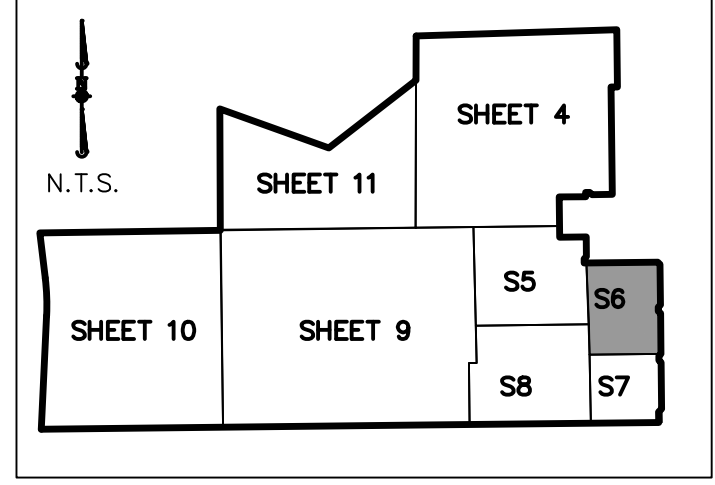 SHEET 4
SHEET 11
N.T.S.
S5
S6
SHEET 10
SHEET 9
S8
S7